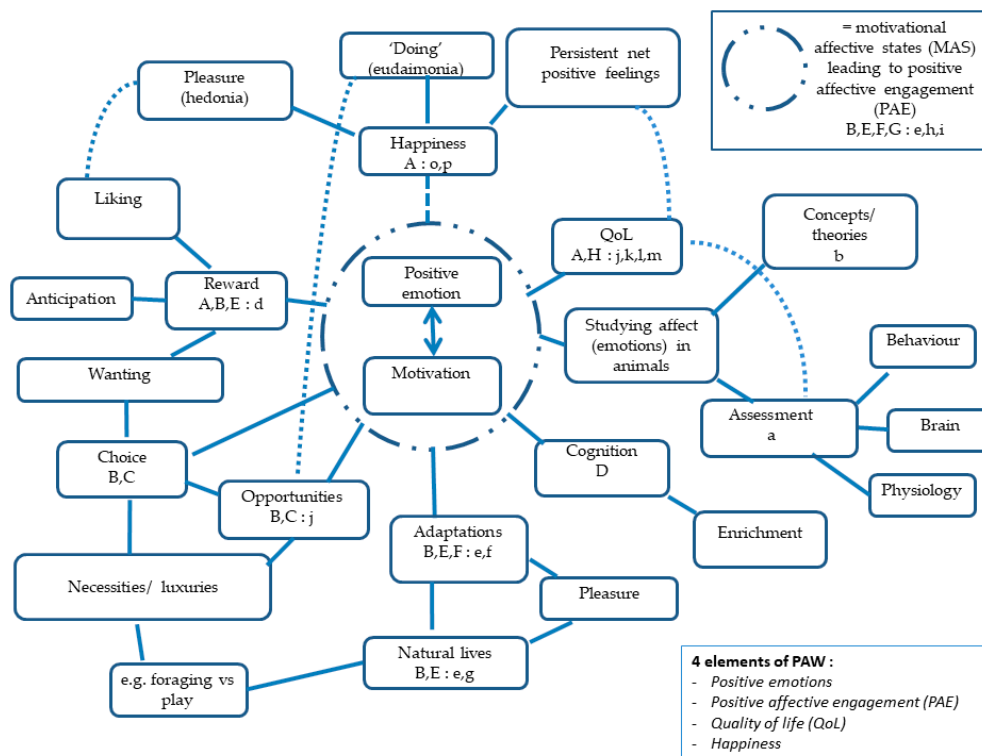 ‘Doing’
(eudaimonia)
Persistent net
positive feelings
= motivational
affective states (MAS)
leading to positive
affective engagement
(PAE)
B,E,F,G : e,h,i
Pleasure
(hedonia)
Happiness
A : o,p
Liking
QoL
A,H : j,k,l,m
Concepts/
theories
b
Anticipation
Reward
A,B,E : d
Positive
emotion
Studying affect
(emotions) in
animals
Behaviour
Wanting
Motivation
Assessment
a
Brain
Choice
B,C
Opportunities
B,C : j
Cognition
D
Physiology
Adaptations
B,E,F : e,f
Enrichment
Necessities/ luxuries
Pleasure
Natural lives
B,E : e,g
e.g. foraging vs
play
4 elements of PAW :
- Positive emotions
- Positive affective engagement (PAE)
- Quality of life (QoL)
- Happiness